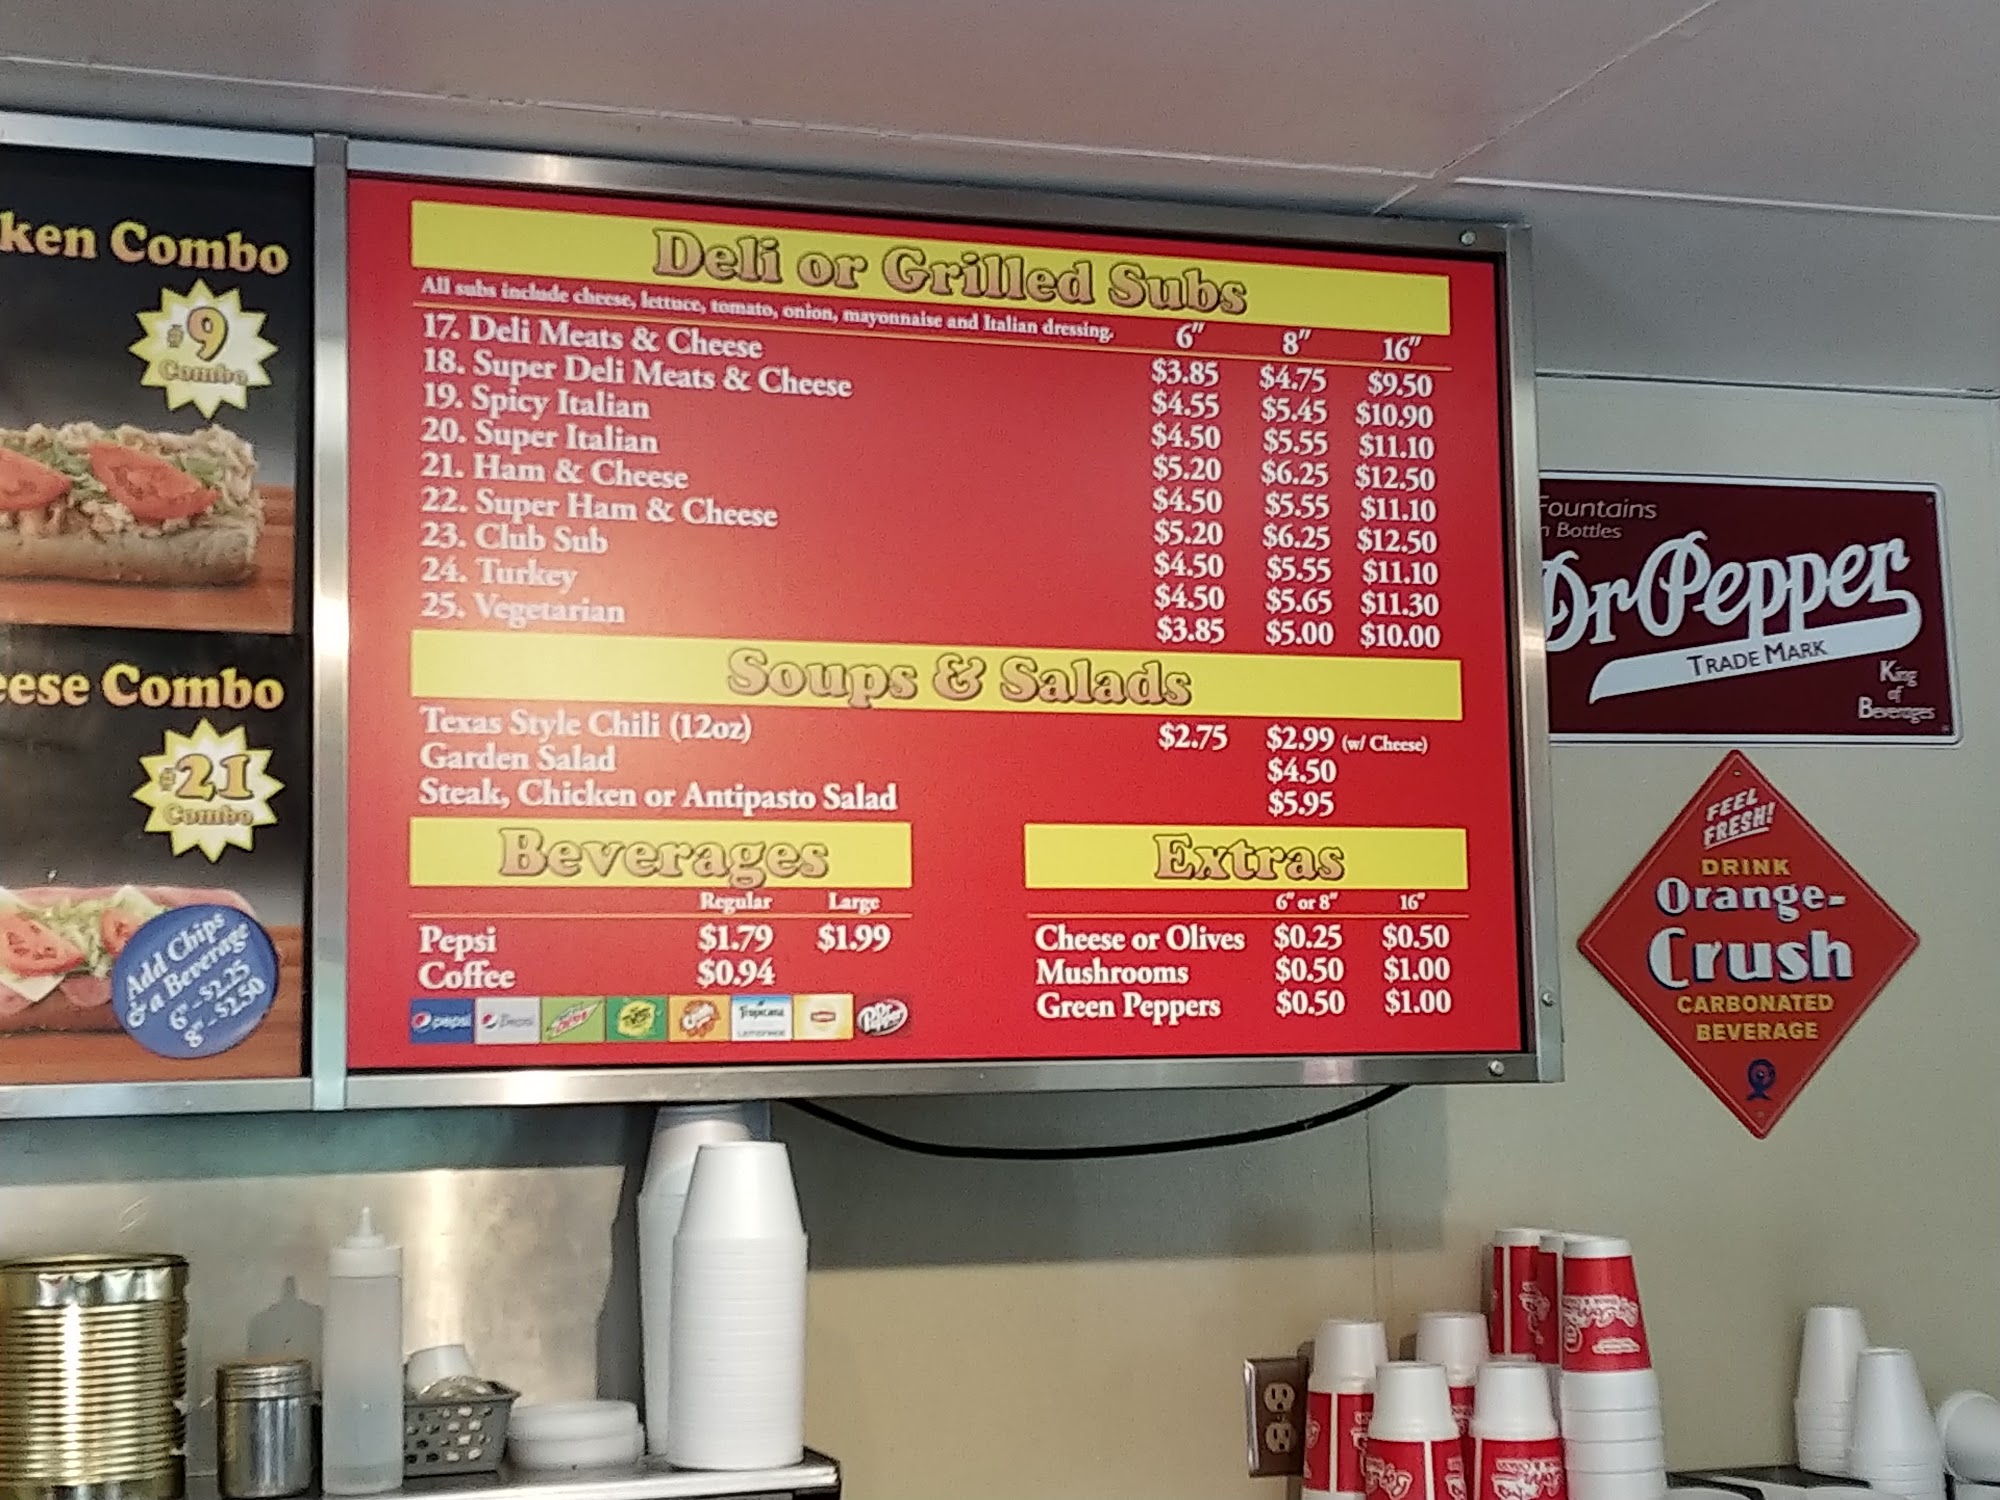 ken Combo
#9
Combo
eese Combo
#21
Combo
Add Chips
& a Beverage
6" - $2.25
8" - $2.50
Deli or Grilled Subs
All subs include cheese, lettuce, tomato, onion, mayonnaise and Italian dressing. 6" 8" 16"
17. Deli Meats & Cheese $3.85 $4.75 $9.50
18. Super Deli Meats & Cheese $4.55 $5.45 $10.90
19. Spicy Italian $4.50 $5.55 $11.10
20. Super Italian $5.20 $6.25 $12.50
21. Ham & Cheese $4.50 $5.55 $11.10
22. Super Ham & Cheese $5.20 $6.25 $12.50
23. Club Sub $4.50 $5.55 $11.10
24. Turkey $4.50 $5.65 $11.30
25. Vegetarian $3.85 $5.00 $10.00
Soups & Salads
Texas Style Chili (12oz) $2.75 $2.99 (w/ Cheese)
Garden Salad $4.50
Steak, Chicken or Antipasto Salad $5.95
Beverages
Regular Large
Pepsi $1.79 $1.99
Coffee $0.94
pepsi Crush Tropicana LEMONADE Dr Pepper
Extras
6" or 8" 16"
Cheese or Olives $0.25 $0.50
Mushrooms $0.50 $1.00
Green Peppers $0.50 $1.00
Fountains
n Bottles
Dr Pepper
TRADE MARK
King
of
Beverages
FEEL
FRESH!
DRINK
Orange-
Crush
CARBONATED
BEVERAGE